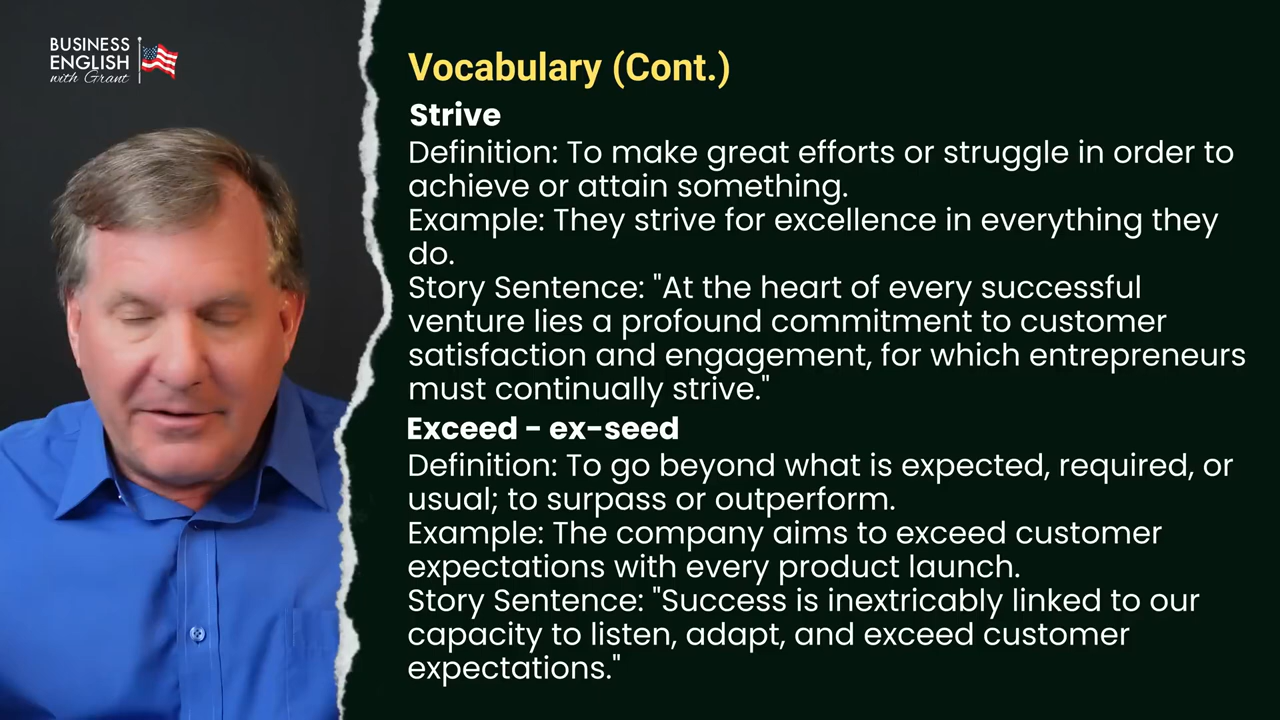 BUSINESS
ENGLISH
with Grant
Vocabulary (Cont.)
Strive
Definition: To make great efforts or struggle in order to
achieve or attain something.
Example: They strive for excellence in everything they
do.
Story Sentence: "At the heart of every successful
venture lies a profound commitment to customer
satisfaction and engagement, for which entrepreneurs
must continually strive."
Exceed - ex-seed
Definition: To go beyond what is expected, required, or
usual; to surpass or outperform.
Example: The company aims to exceed customer
expectations with every product launch.
Story Sentence: "Success is inextricably linked to our
capacity to listen, adapt, and exceed customer
expectations."